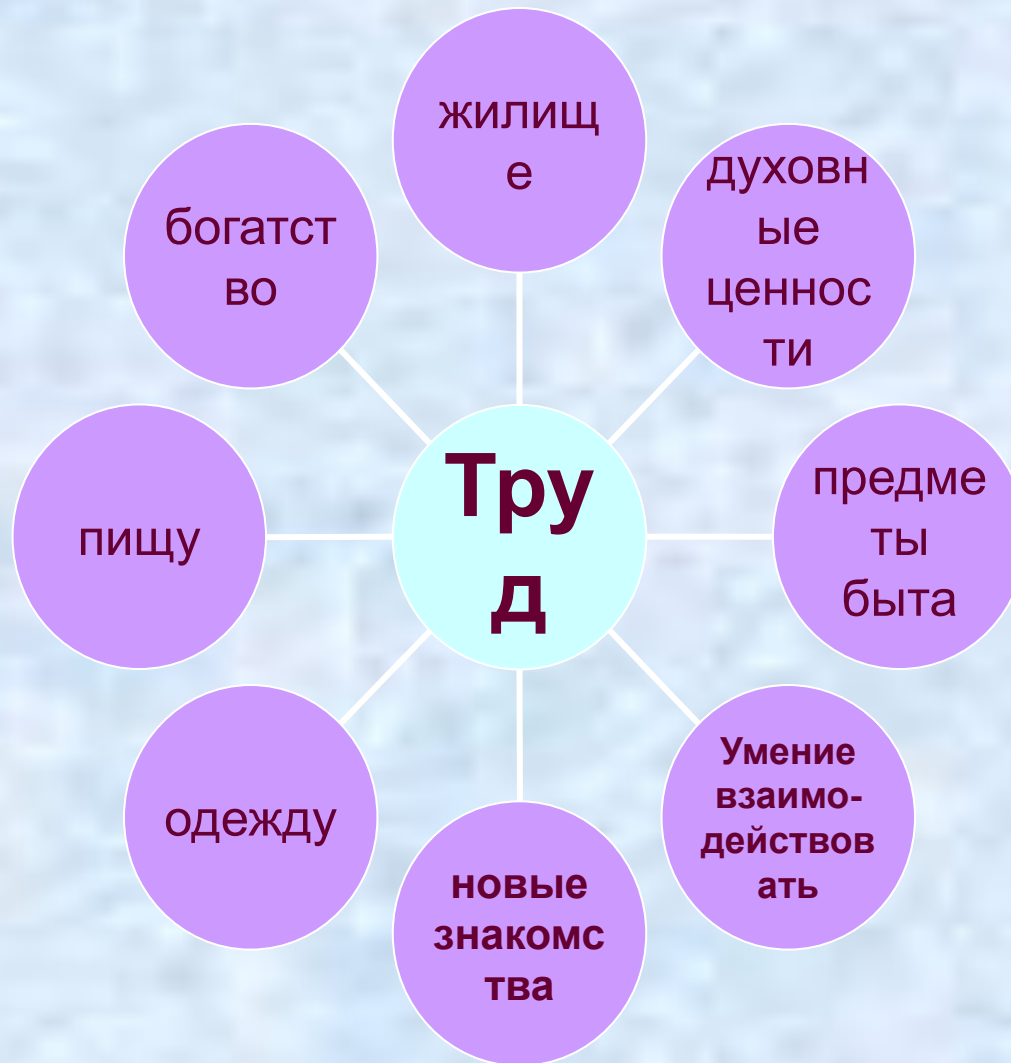 жилищ
е
духовн
ые
ценнос
ти
предме
ты
быта
Умение
взаимо-
действов
ать
новые
знакомс
тва
одежду
пищу
богатст
во
Тру
д